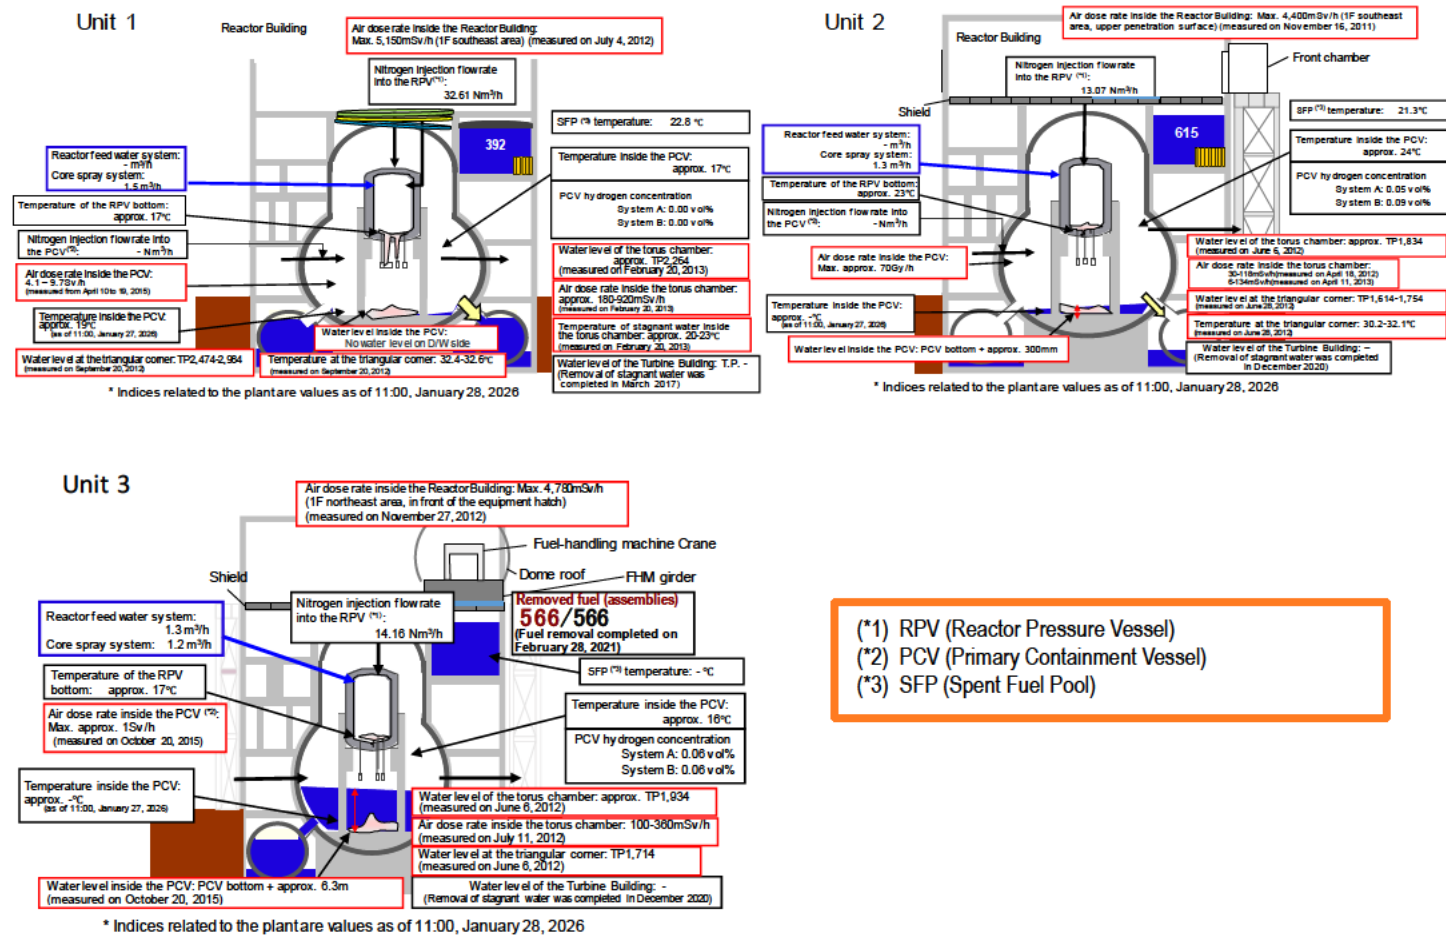 Unit 1
Reactor Building
Air dose rate inside the Reactor Building:
Max. 5,150mSv/h (1F southeast area) (measured on July 4, 2012)
Nitrogen injection flow rate
into the RPV(*1):
32.61 Nm³/h
SFP (*3) temperature: 22.8 ℃
392
Reactor feed water system:
- m³/h
Core spray system:
1.5 m³/h
Temperature inside the PCV:
approx. 17℃
PCV hydrogen concentration
System A: 0.00 vol%
System B: 0.00 vol%
Temperature of the RPV bottom:
approx. 17℃
Nitrogen injection flow rate into
the PCV(*2): - Nm³/h
Air dose rate inside the PCV:
4.1 – 9.7Sv/h
(measured from April 10 to 19, 2015)
Temperature inside the PCV:
approx. 19℃
(as of 11:00, January 27, 2026)
Water level of the torus chamber:
approx. TP2,264
(measured on February 20, 2013)
Air dose rate inside the torus chamber:
approx. 180-920mSv/h
(measured on February 20, 2013)
Temperature of stagnant water inside
the torus chamber: approx. 20-23℃
(measured on February 20, 2013)
Water level inside the PCV:
No water level on D/W side
Water level at the triangular corner: TP2,474-2,984
(measured on September 20, 2012)
Temperature at the triangular corner: 32.4-32.6℃
(measured on September 20, 2012)
Water level of the Turbine Building: T.P. -
(Removal of stagnant water was
completed in March 2017)
* Indices related to the plant are values as of 11:00, January 28, 2026
Unit 2
Reactor Building
Air dose rate inside the Reactor Building: Max. 4,400mSv/h (1F southeast
area, upper penetration surface) (measured on November 16, 2011)
Front chamber
Nitrogen injection flow rate
into the RPV (*1):
13.07 Nm³/h
Shield
SFP (*3) temperature: 21.3℃
615
Reactor feed water system:
- m³/h
Core spray system:
1.3 m³/h
Temperature inside the PCV:
approx. 24℃
PCV hydrogen concentration
System A: 0.05 vol%
System B: 0.09 vol%
Temperature of the RPV bottom:
approx. 23℃
Nitrogen injection flow rate into
the PCV(*2): - Nm³/h
Air dose rate inside the PCV:
Max. approx. 70Gy/h
Temperature inside the PCV:
approx. -℃
(as of 11:00, January 27, 2026)
Water level inside the PCV: PCV bottom + approx. 300mm
Water level of the torus chamber: approx. TP1,834
(measured on June 6, 2012)
Air dose rate inside the torus chamber:
30-118mSv/h(measured on April 18, 2012)
6-134mSv/h(measured on April 11, 2013)
Water level at the triangular corner: TP1,614-1,754
(measured on June 28, 2012)
Temperature at the triangular corner: 30.2-32.1℃
(measured on June 28, 2012)
Water level of the Turbine Building: –
(Removal of stagnant water was completed
in December 2020)
* Indices related to the plant are values as of 11:00, January 28, 2026
Unit 3
Air dose rate inside the Reactor Building: Max. 4,780mSv/h
(1F northeast area, in front of the equipment hatch)
(measured on November 27, 2012)
Fuel-handling machine Crane
Dome roof
FHM girder
Shield
Nitrogen injection flow rate
into the RPV (*1):
14.16 Nm³/h
Removed fuel (assemblies)
566/566
(Fuel removal completed on
February 28, 2021)
Reactor feed water system:
1.3 m³/h
Core spray system: 1.2 m³/h
SFP (*3) temperature: - ℃
Temperature of the RPV
bottom: approx. 17℃
Air dose rate inside the PCV (*2):
Max. approx. 1Sv/h
(measured on October 20, 2015)
Temperature inside the PCV:
approx. 16℃
PCV hydrogen concentration
System A: 0.06 vol%
System B: 0.06 vol%
Temperature inside the PCV:
approx. -℃
(as of 11:00, January 27, 2026)
Water level of the torus chamber: approx. TP1,934
(measured on June 6, 2012)
Air dose rate inside the torus chamber: 100-360mSv/h
(measured on July 11, 2012)
Water level at the triangular corner: TP1,714
(measured on June 6, 2012)
Water level inside the PCV: PCV bottom + approx. 6.3m
(measured on October 20, 2015)
Water level of the Turbine Building: -
(Removal of stagnant water was completed in December 2020)
* Indices related to the plant are values as of 11:00, January 28, 2026
(*1) RPV (Reactor Pressure Vessel)
(*2) PCV (Primary Containment Vessel)
(*3) SFP (Spent Fuel Pool)